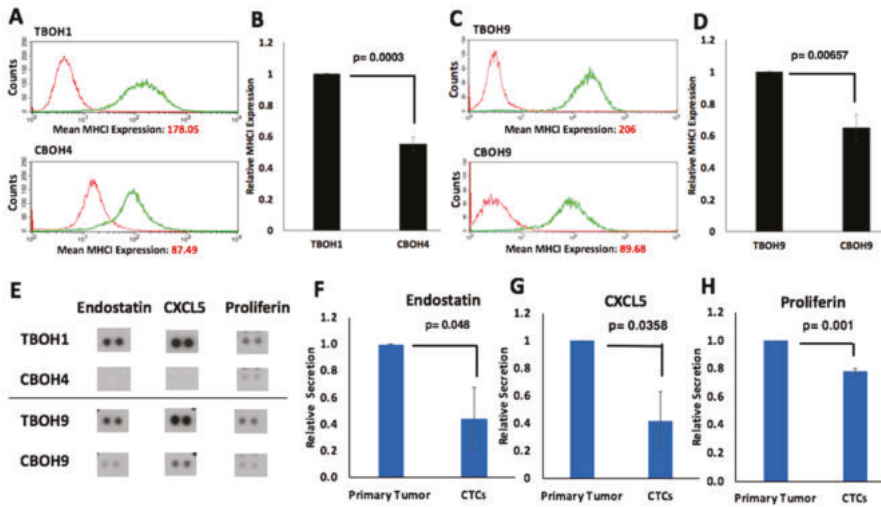 A
TBOH1
Counts
Mean MHCI Expression: 178.05
CBOH4
Counts
Mean MHCI Expression: 87.49
B
Relative MHCI Expression
1.2
1
0.8
0.6
0.4
0.2
0
p= 0.0003
TBOH1 CBOH4
C
TBOH9
Counts
Mean MHCI Expression: 206
CBOH9
Counts
Mean MHCI Expression: 89.68
D
Relative MHCI Expression
1.2
1
0.8
0.6
0.4
0.2
0
p= 0.00657
TBOH9 CBOH9
E
Endostatin CXCL5 Proliferin
TBOH1
CBOH4
TBOH9
CBOH9
F
Endostatin
p= 0.048
Relative Secretion
1.2
1.0
0.8
0.6
0.4
0.2
0.0
Primary Tumor CTCs
G
CXCL5
p= 0.0358
Relative Secretion
1.2
1
0.8
0.6
0.4
0.2
0
Primary Tumor CTCs
H
Proliferin
p= 0.001
Relative Secretion
1.2
1
0.8
0.6
0.4
0.2
0
Primary Tumor CTCs